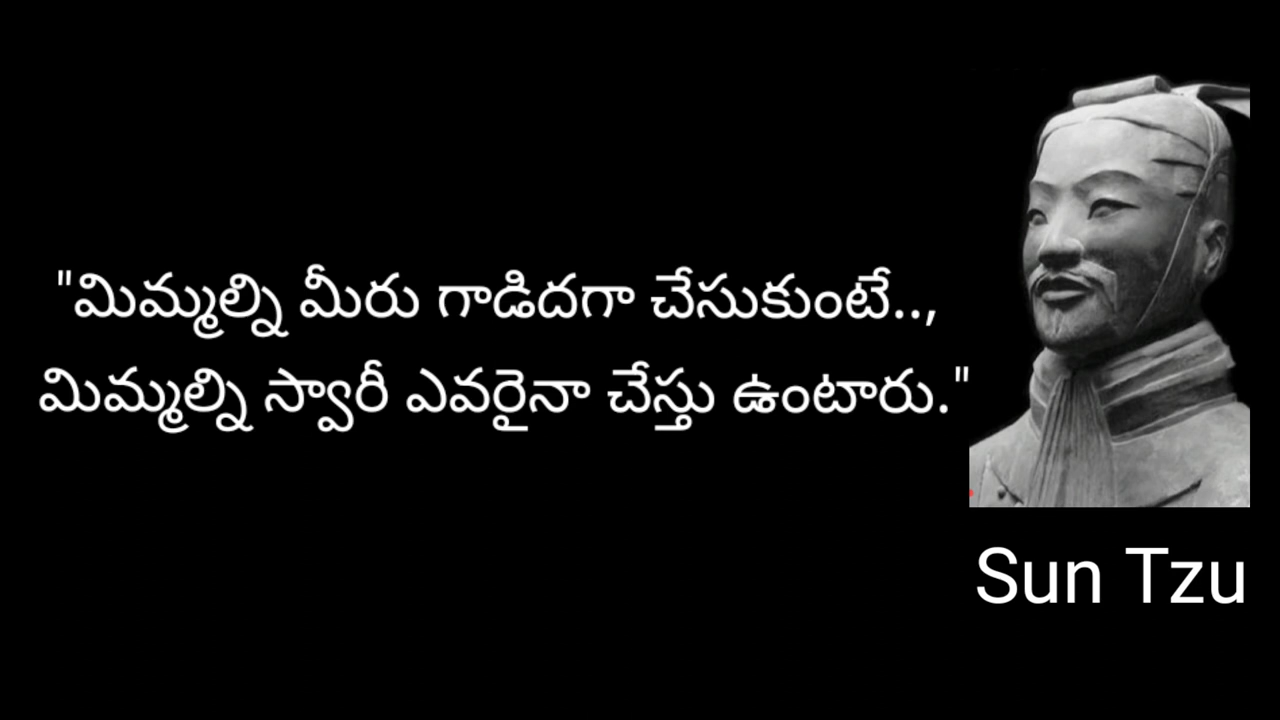 "మిమ్మల్ని మీరు గాడిదగా చేసుకుంటే..,
మిమ్మల్ని స్వారీ ఎవరైనా చేస్తు ఉంటారు."
Sun Tzu